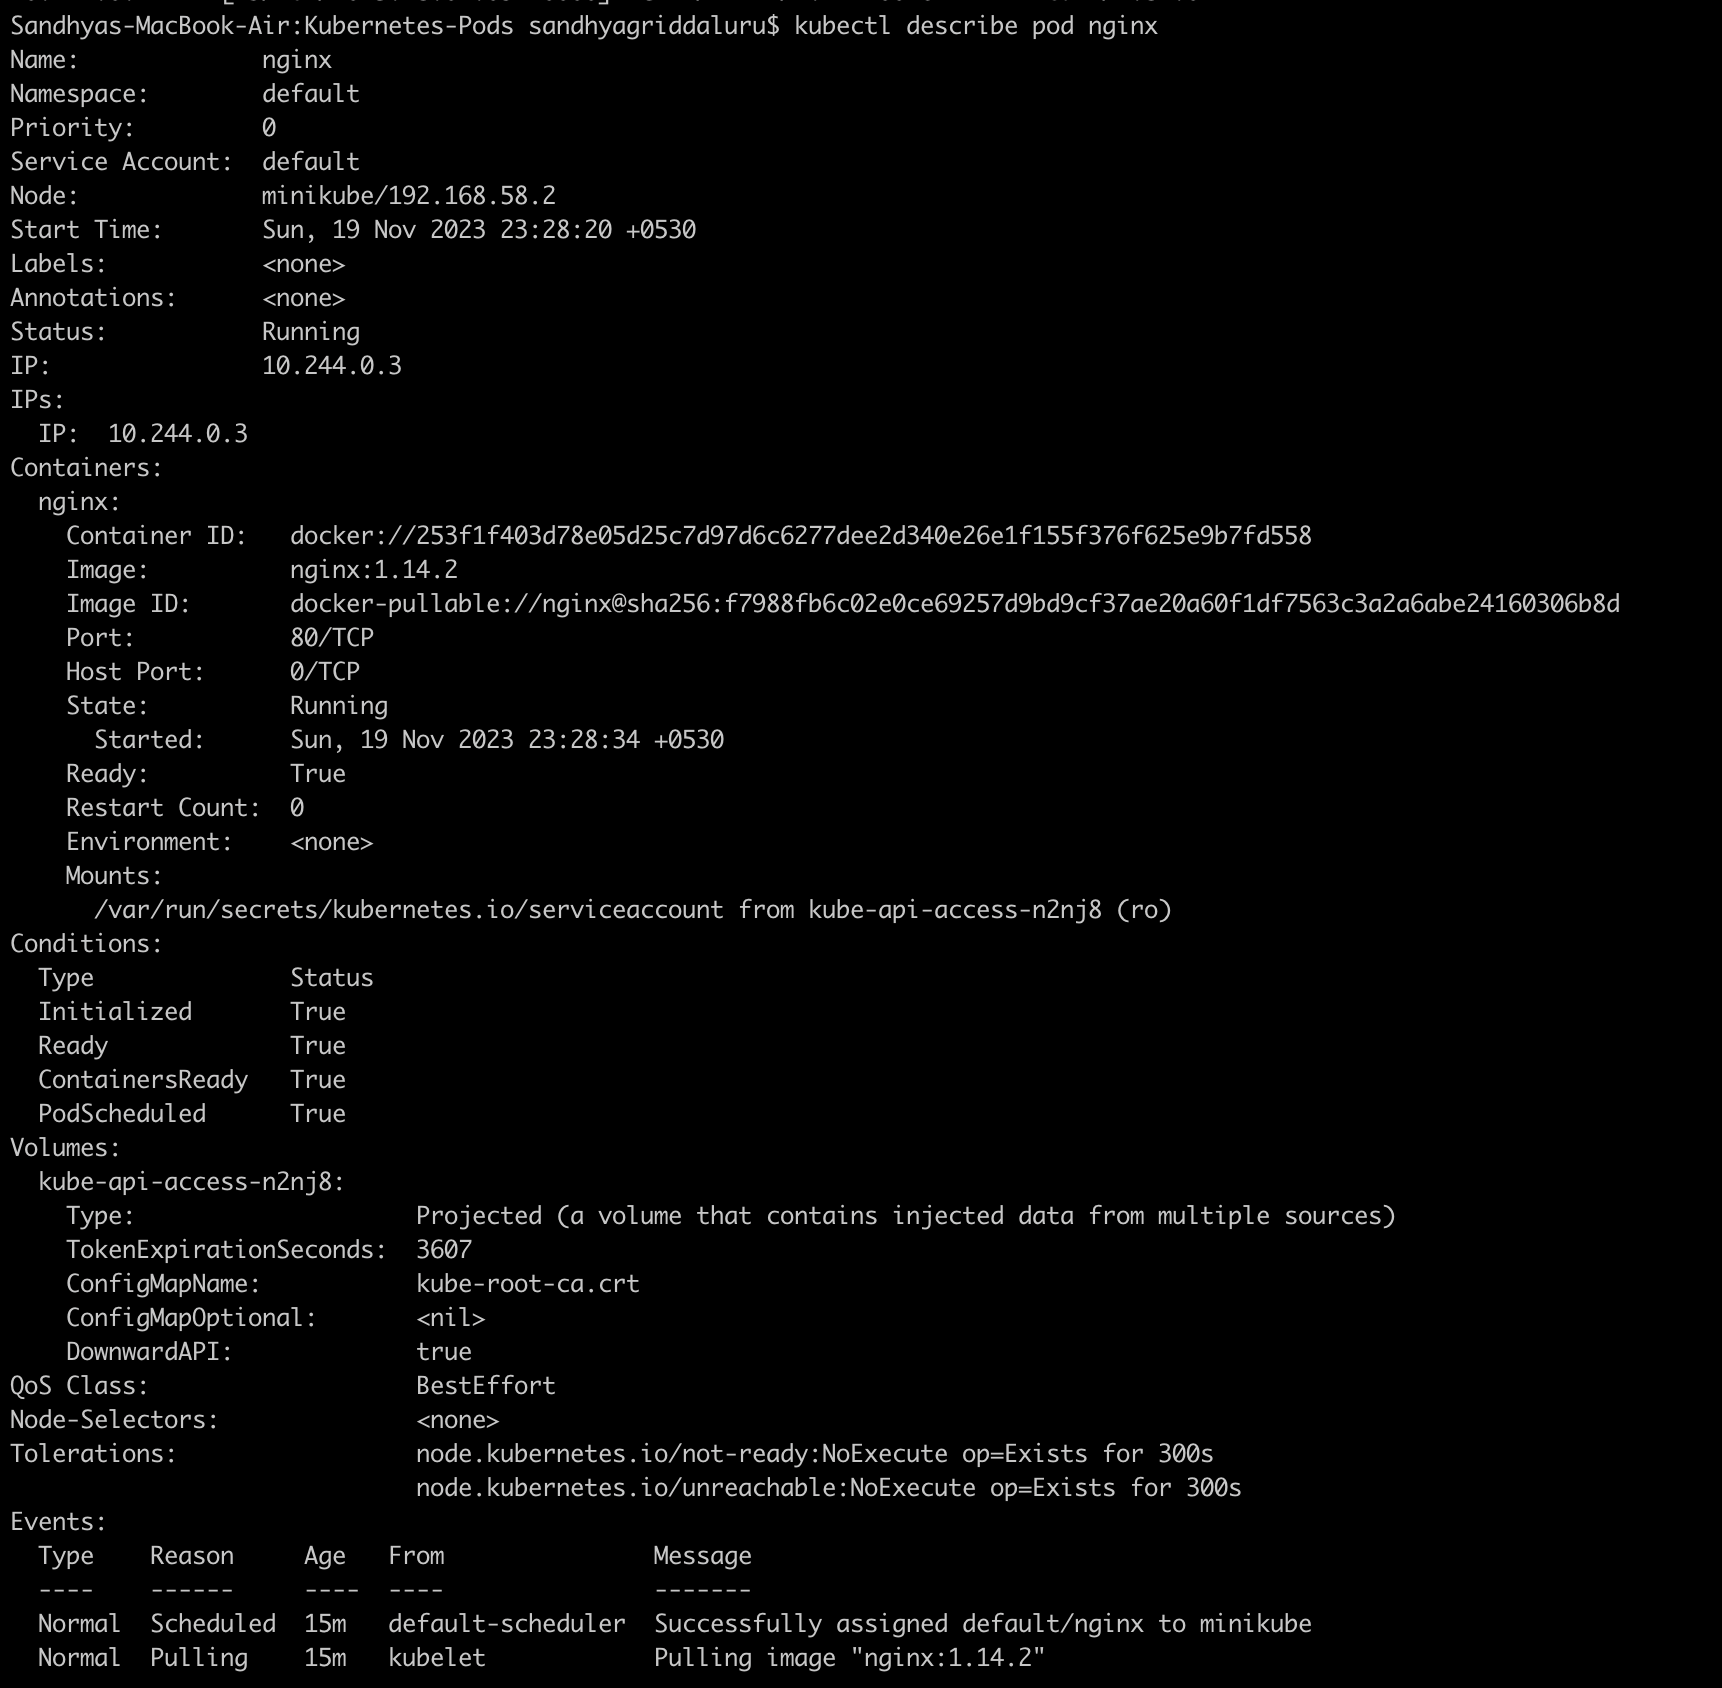 Sandhyas-MacBook-Air:Kubernetes-Pods sandhyagriddaluru$ kubectl describe pod nginx
Name:             nginx
Namespace:        default
Priority:         0
Service Account:  default
Node:             minikube/192.168.58.2
Start Time:       Sun, 19 Nov 2023 23:28:20 +0530
Labels:           <none>
Annotations:      <none>
Status:           Running
IP:               10.244.0.3
IPs:
  IP:  10.244.0.3
Containers:
  nginx:
    Container ID:   docker://253f1f403d78e05d25c7d97d6c6277dee2d340e26e1f155f376f625e9b7fd558
    Image:          nginx:1.14.2
    Image ID:       docker-pullable://nginx@sha256:f7988fb6c02e0ce69257d9bd9cf37ae20a60f1df7563c3a2a6abe24160306b8d
    Port:           80/TCP
    Host Port:      0/TCP
    State:          Running
      Started:      Sun, 19 Nov 2023 23:28:34 +0530
    Ready:          True
    Restart Count:  0
    Environment:    <none>
    Mounts:
      /var/run/secrets/kubernetes.io/serviceaccount from kube-api-access-n2nj8 (ro)
Conditions:
  Type              Status
  Initialized       True
  Ready             True
  ContainersReady   True
  PodScheduled      True
Volumes:
  kube-api-access-n2nj8:
    Type:                    Projected (a volume that contains injected data from multiple sources)
    TokenExpirationSeconds:  3607
    ConfigMapName:           kube-root-ca.crt
    ConfigMapOptional:       <nil>
    DownwardAPI:             true
QoS Class:                   BestEffort
Node-Selectors:              <none>
Tolerations:                 node.kubernetes.io/not-ready:NoExecute op=Exists for 300s
                             node.kubernetes.io/unreachable:NoExecute op=Exists for 300s
Events:
  Type    Reason     Age   From               Message
  ----    ------     ----  ----               -------
  Normal  Scheduled  15m   default-scheduler  Successfully assigned default/nginx to minikube
  Normal  Pulling    15m   kubelet            Pulling image "nginx:1.14.2"